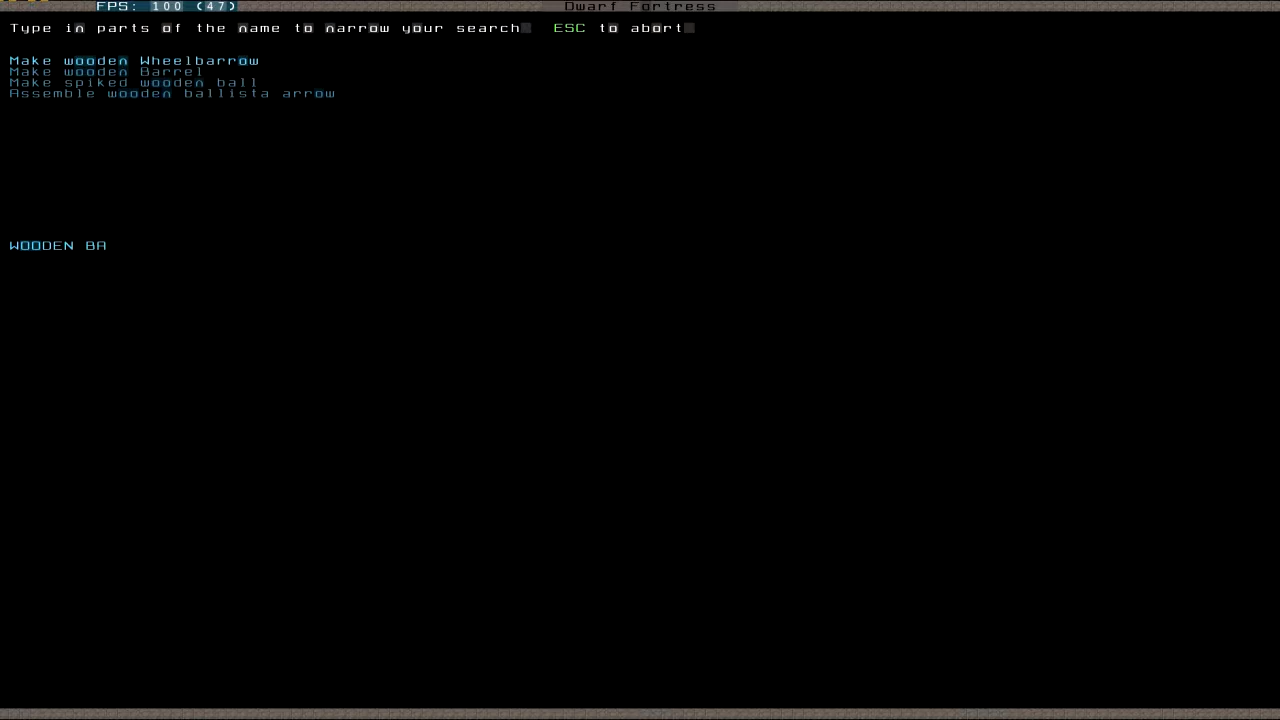 FPS: 100 (47) Dwarf Fortress
Type in parts of the name to narrow your search. ESC to abort.
Make wooden Wheelbarrow
Make wooden Barrel
Make spiked wooden ball
Assemble wooden ballista arrow
WOODEN BA